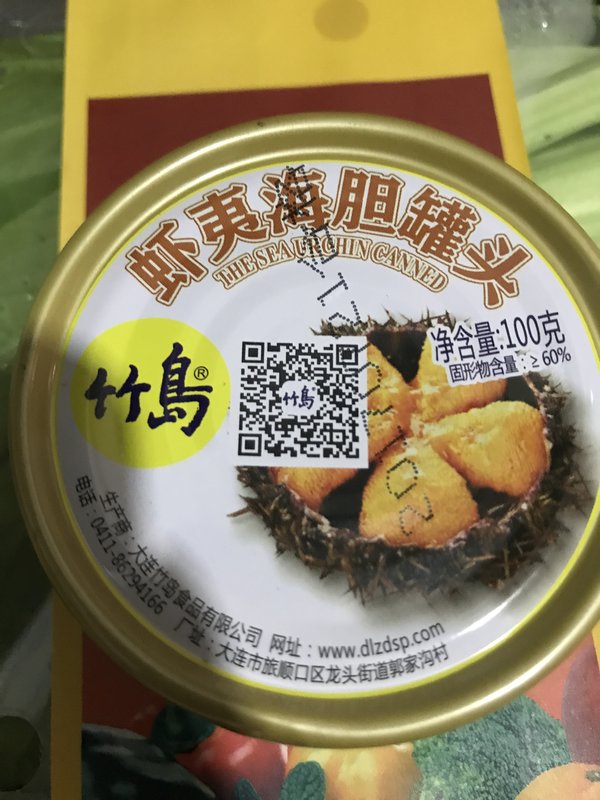 虾夷海胆罐头
THE SEA URCHIN CANNED
净含量:100克
固形物含量:≥60%
竹岛®
竹岛
生产商:大连竹岛食品有限公司 网址:www.dlzdsp.com
电话:0411-86294166 厂址:大连市旅顺口区龙头街道郭家沟村